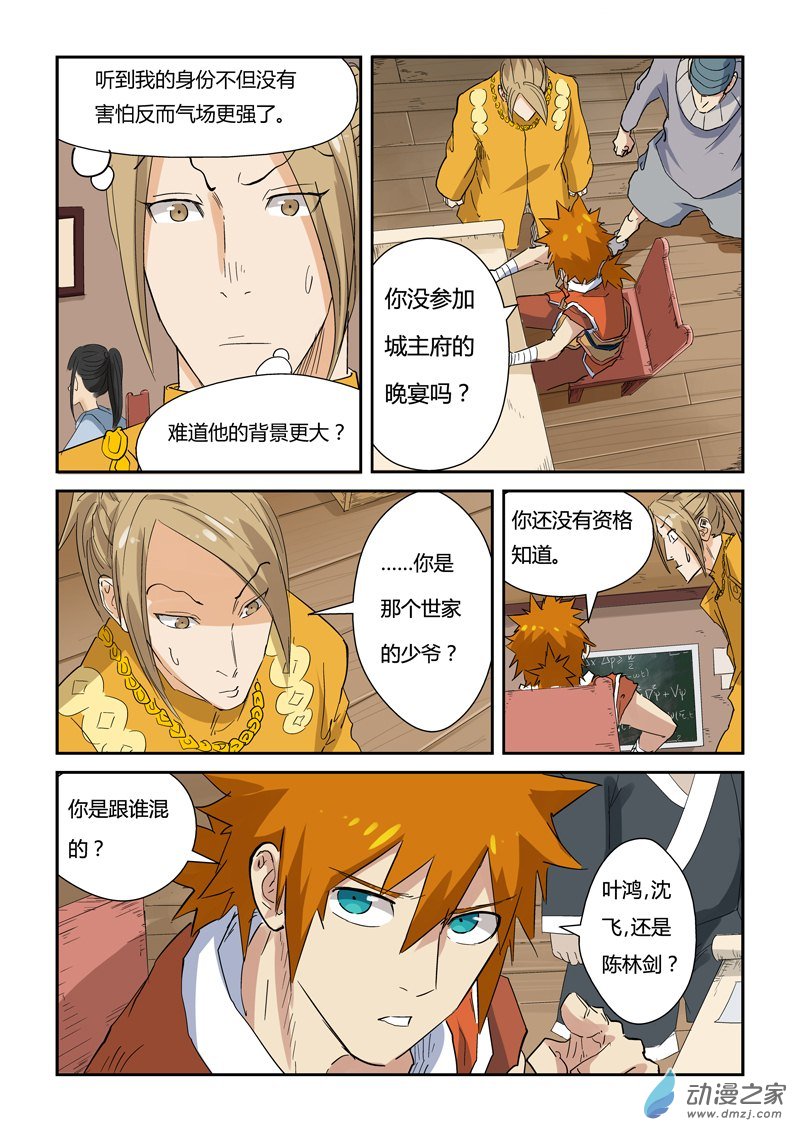 听到我的身份不但没有
害怕反而气场更强了。
难道他的背景更大？
你没参加
城主府的
晚宴吗？
……你是
那个世家
的少爷？
你还没有资格
知道。
你是跟谁混
的？
叶鸿,沈
飞,还是
陈林剑？
动漫之家
www.dmzj.com